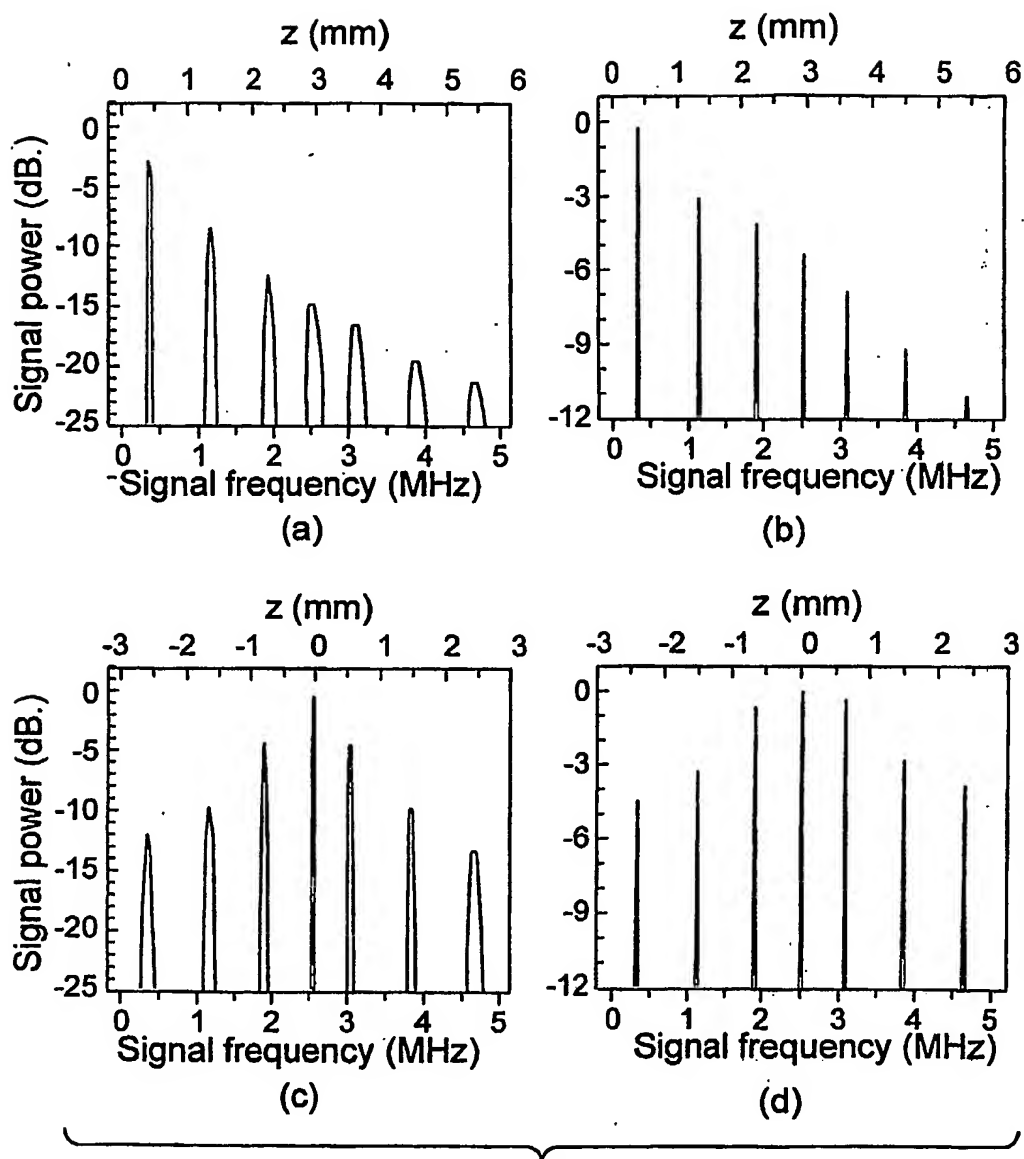 z (mm)
0 1 2 3 4 5 6
Signal power (dB.)
0
-5
-10
-15
-20
-25
0 1 2 3 4 5
Signal frequency (MHz)
(a)
z (mm)
0 1 2 3 4 5 6
0
-3
-6
-9
-12
0 1 2 3 4 5
Signal frequency (MHz)
(b)
z (mm)
-3 -2 -1 0 1 2 3
Signal power (dB.)
0
-5
-10
-15
-20
-25
0 1 2 3 4 5
Signal frequency (MHz)
(c)
z (mm)
-3 -2 -1 0 1 2 3
0
-3
-6
-9
-12
0 1 2 3 4 5
Signal frequency (MHz)
(d)